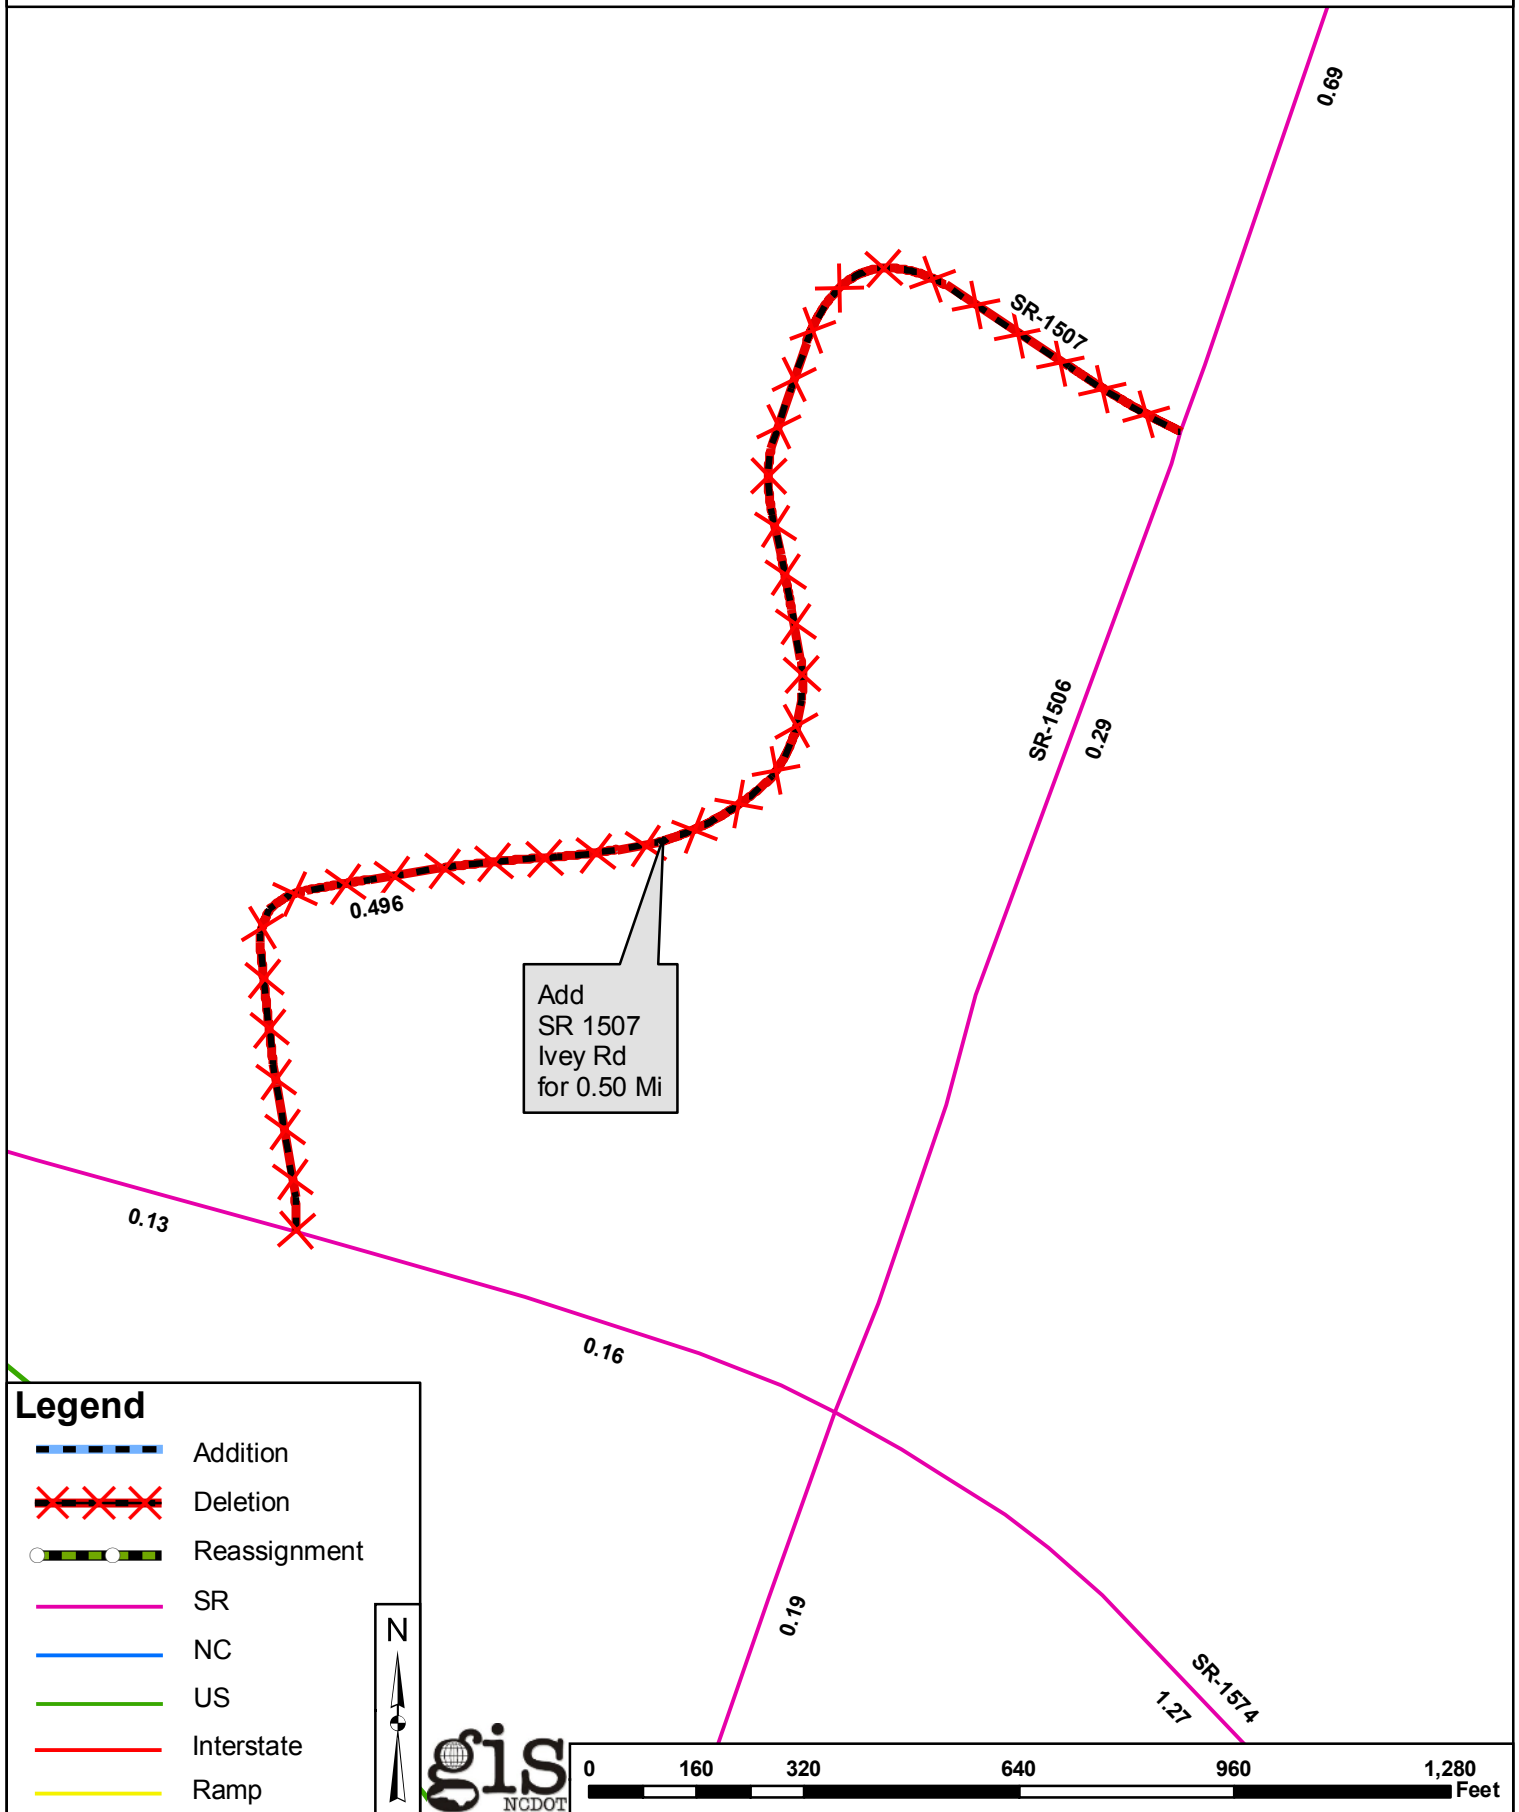 0.69
SR-1507
SR-1506
0.29
0.496
Add
SR 1507
Ivey Rd
for 0.50 Mi
0.13
0.16
0.19
SR-1574
1.27
Legend
Addition
Deletion
Reassignment
SR
NC
US
Interstate
Ramp
N
gis
NCDOT
0 160 320 640 960 1,280
Feet